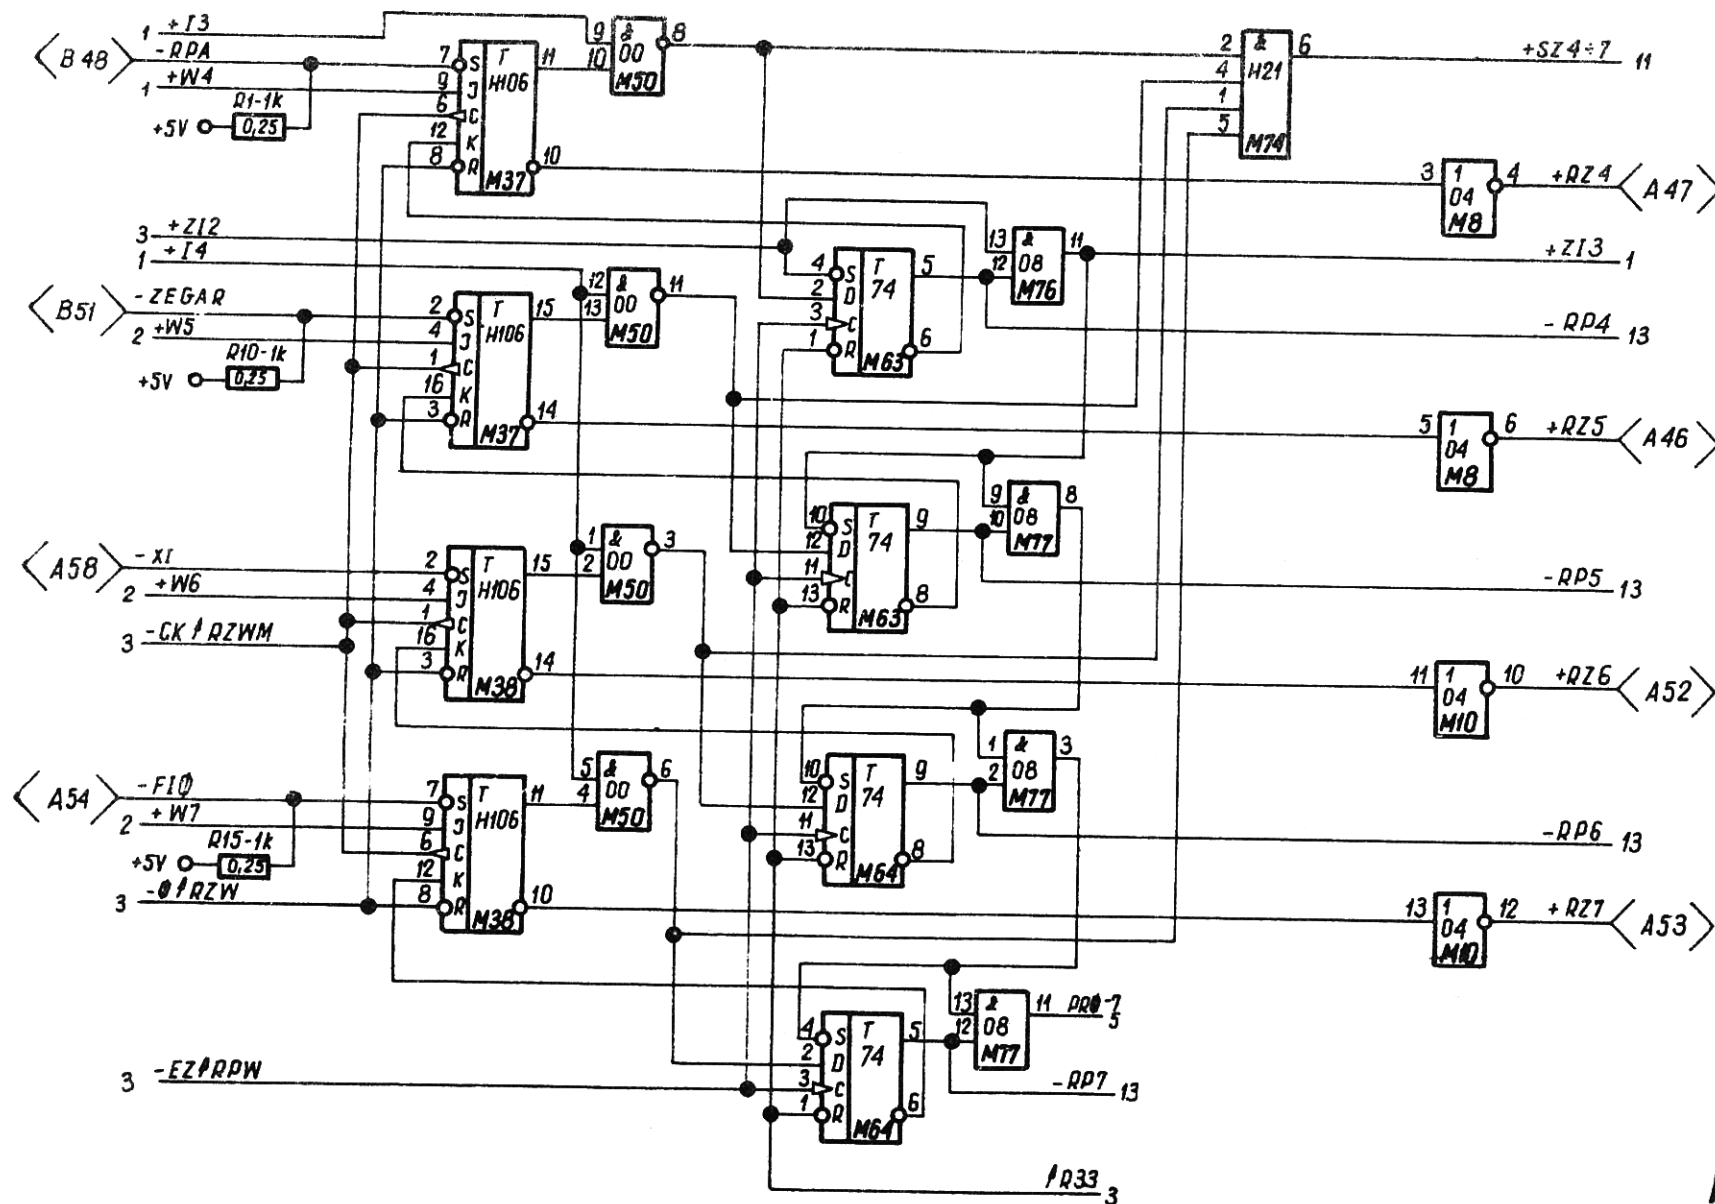 1 +I3
B48 -RPA
1 +W4
R1-1k
+5V 0,25
7 S T 11
9 J H106
6 C
12 K
8 R M37 10
9 & 8
10 00
M50
2 & 6 +SZ4÷7 11
4 H21
1
5 M74
3 1 4 +RZ4 A47
04
M8
3 +ZI2
1 +I4
B51 -ZEGAR
2 +W5
R10-1k
+5V 0,25
2 S T 15
4 J H106
1 C
16 K
3 R M37 14
12 & 11
13 00
M50
4 S T 5
2 D 74
3 C
1 R M63 6
13 & 11 +ZI3 1
12 08
M76
-RP4 13
5 1 6 +RZ5 A46
04
M8
A58 -XI
2 +W6
3 -CK↑RZWM
2 S T 15
4 J H106
1 C
16 K
3 R M38 14
1 & 3
2 00
M50
10 S T 9
12 D 74
11 C
13 R M63 8
9 & 8
10 08
M77
-RP5 13
11 1 10 +RZ6 A52
04
M10
A54 -FIØ
2 +W7
R15-1k
+5V 0,25
3 -Ø↑RZW
7 S T 11
9 J H106
6 C
12 K
8 R M38 10
5 & 6
4 00
M50
10 S T 9
12 D 74
11 C
13 R M64 8
1 & 3
2 08
M77
-RP6 13
13 1 12 +RZ7 A53
04
M10
3 -EZ↑RPW
4 S T 5
2 D 74
3 C
1 R M64 6
13 & 11 PRØ-7 5
12 08
M77
-RP7 13
↑R33 3